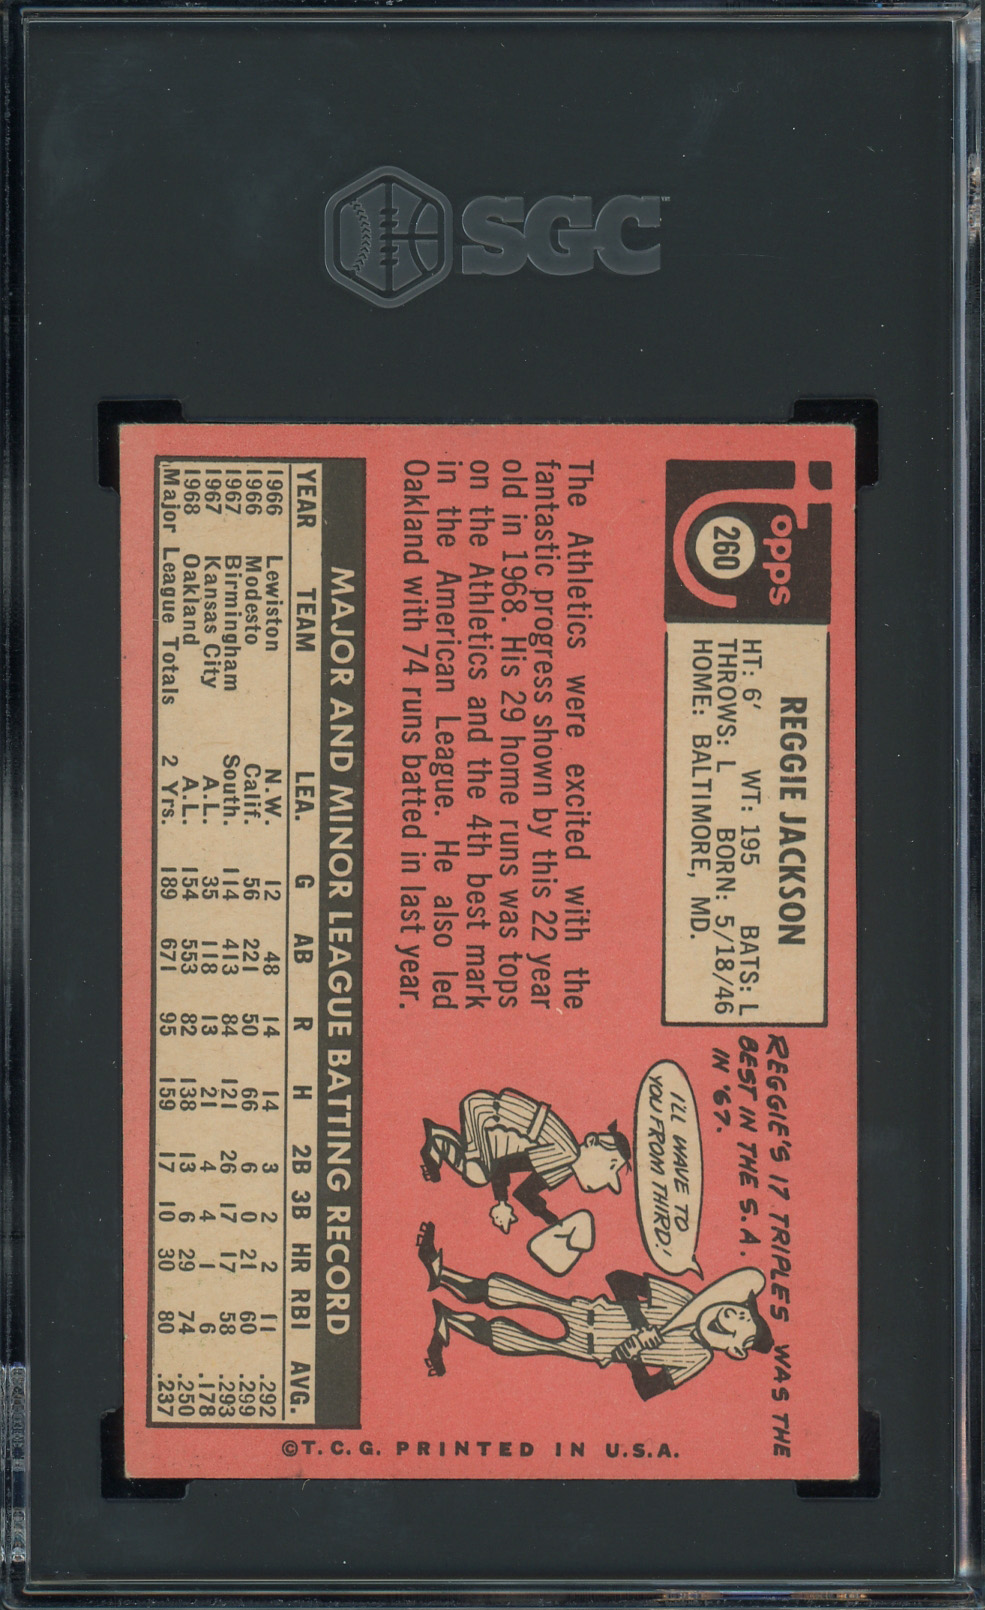 SGC
Topps
260
REGGIE JACKSON
HT: 6' WT: 195 BATS: L
THROWS: L BORN: 5/18/46
HOME: BALTIMORE, MD.
REGGIE'S 17 TRIPLES WAS THE
BEST IN THE S.A.
IN '67.
I'LL WAVE TO
YOU FROM THIRD!
The Athletics were excited with the
fantastic progress shown by this 22 year
old in 1968. His 29 home runs was tops
on the Athletics and the 4th best mark
in the American League. He also led
Oakland with 74 runs batted in last year.
MAJOR AND MINOR LEAGUE BATTING RECORD
YEAR TEAM LEA. G AB R H 2B 3B HR RBI AVG.
1966 Lewiston N.W. 12 48 14 14 3 2 2 11 .292
1966 Modesto Calif. 56 221 50 66 6 0 21 60 .299
1967 Birmingham South. 114 413 84 121 26 17 17 58 .293
1967 Kansas City A.L. 35 118 13 21 4 4 1 6 .178
1968 Oakland A.L. 154 553 82 138 13 6 29 74 .250
Major League Totals 2 Yrs. 189 671 95 159 17 10 30 80 .237
©T.C.G. PRINTED IN U.S.A.